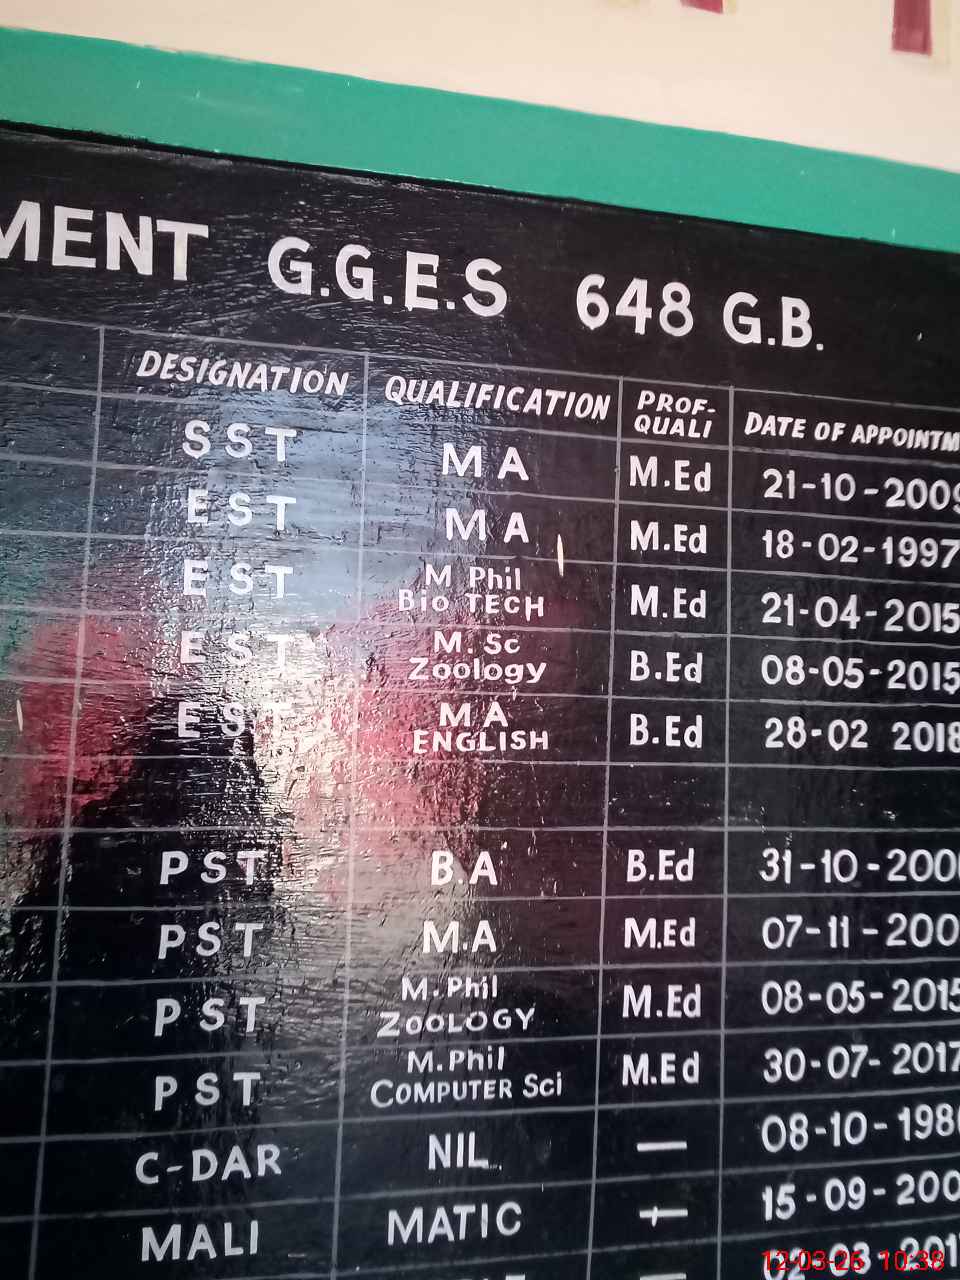 MENT G.G.E.S 648 G.B.
DESIGNATION QUALIFICATION PROF-QUALI DATE OF APPOINTM
SST MA M.Ed 21-10-2009
EST MA M.Ed 18-02-1997
EST M Phil Bio TECH M.Ed 21-04-2015
EST M.Sc Zoology B.Ed 08-05-2015
EST MA ENGLISH B.Ed 28-02 2018
PST B.A B.Ed 31-10-200
PST M.A M.Ed 07-11-200
PST M.Phil ZOOLOGY M.Ed 08-05-2015
PST M.Phil COMPUTER Sci M.Ed 30-07-2017
C-DAR NIL — 08-10-198
MALI MATIC — 15-09-200
12-03-26 10:38